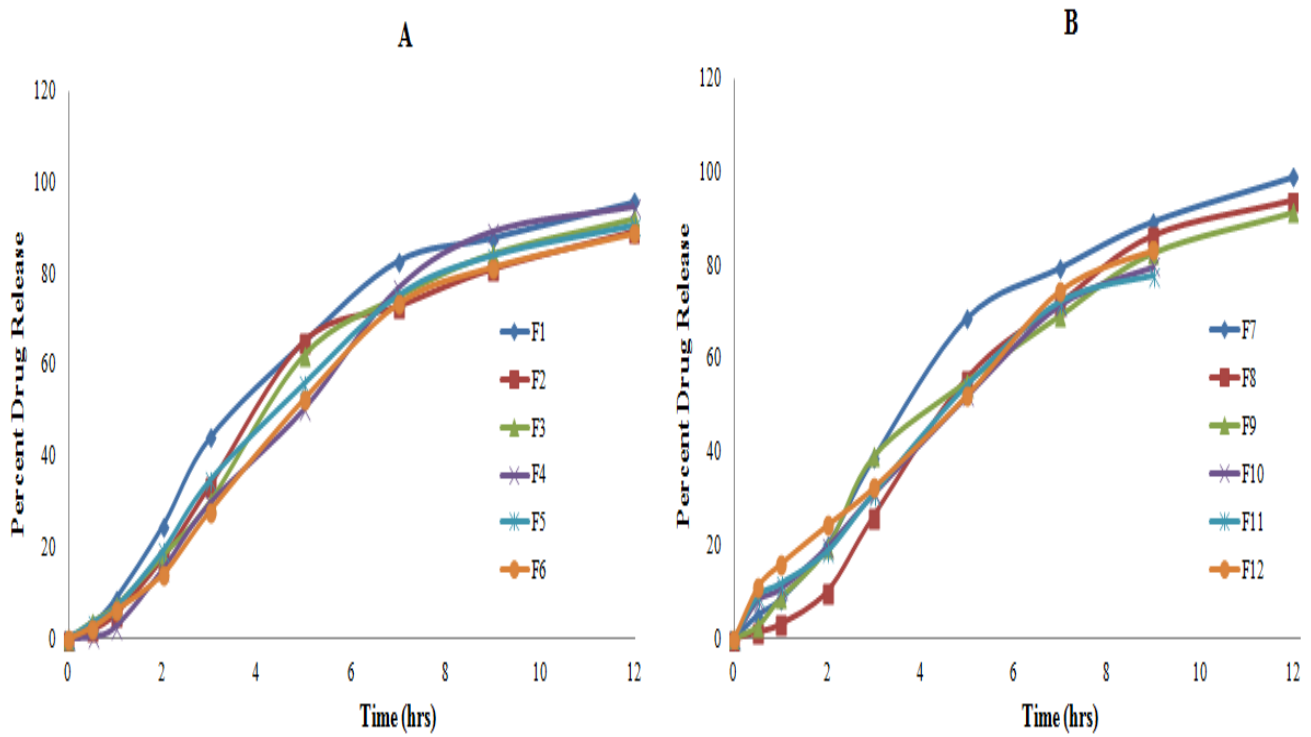 A
120
100
80
60
40
20
0
0 2 4 6 8 10 12
Percent Drug Release
Time (hrs)
F1
F2
F3
F4
F5
F6
B
120
100
80
60
40
20
0
0 2 4 6 8 10 12
Percent Drug Release
Time (hrs)
F7
F8
F9
F10
F11
F12